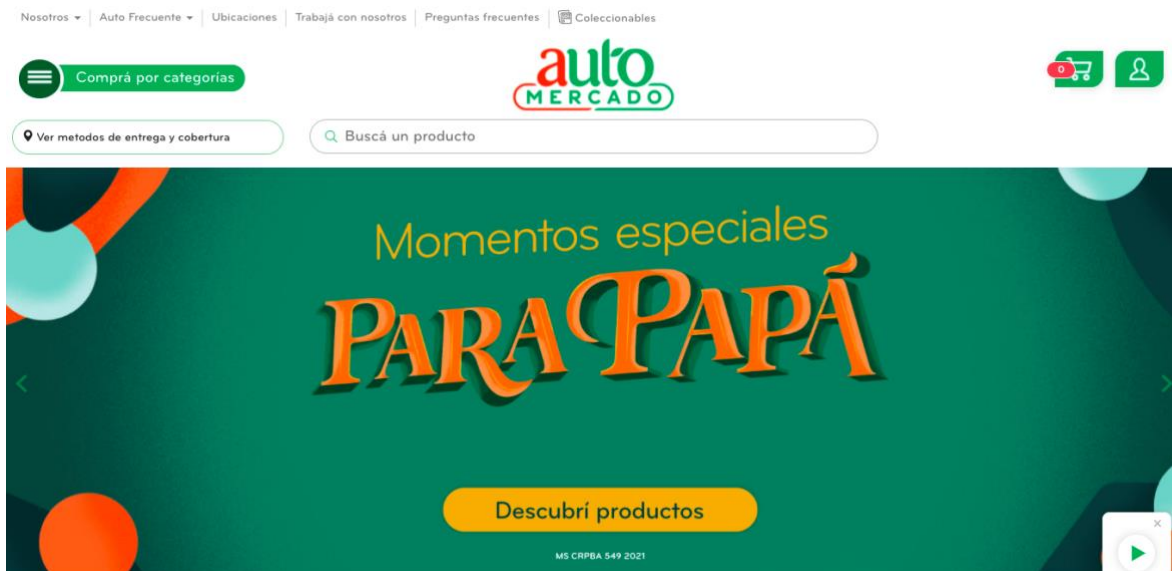 Nosotros Auto Frecuente Ubicaciones Trabajá con nosotros Preguntas frecuentes Coleccionables
Comprá por categorías
auto
MERCADO
0
Ver metodos de entrega y cobertura
Buscá un producto
Momentos especiales
PARA PAPÁ
Descubrí productos
MS CRPBA 549 2021